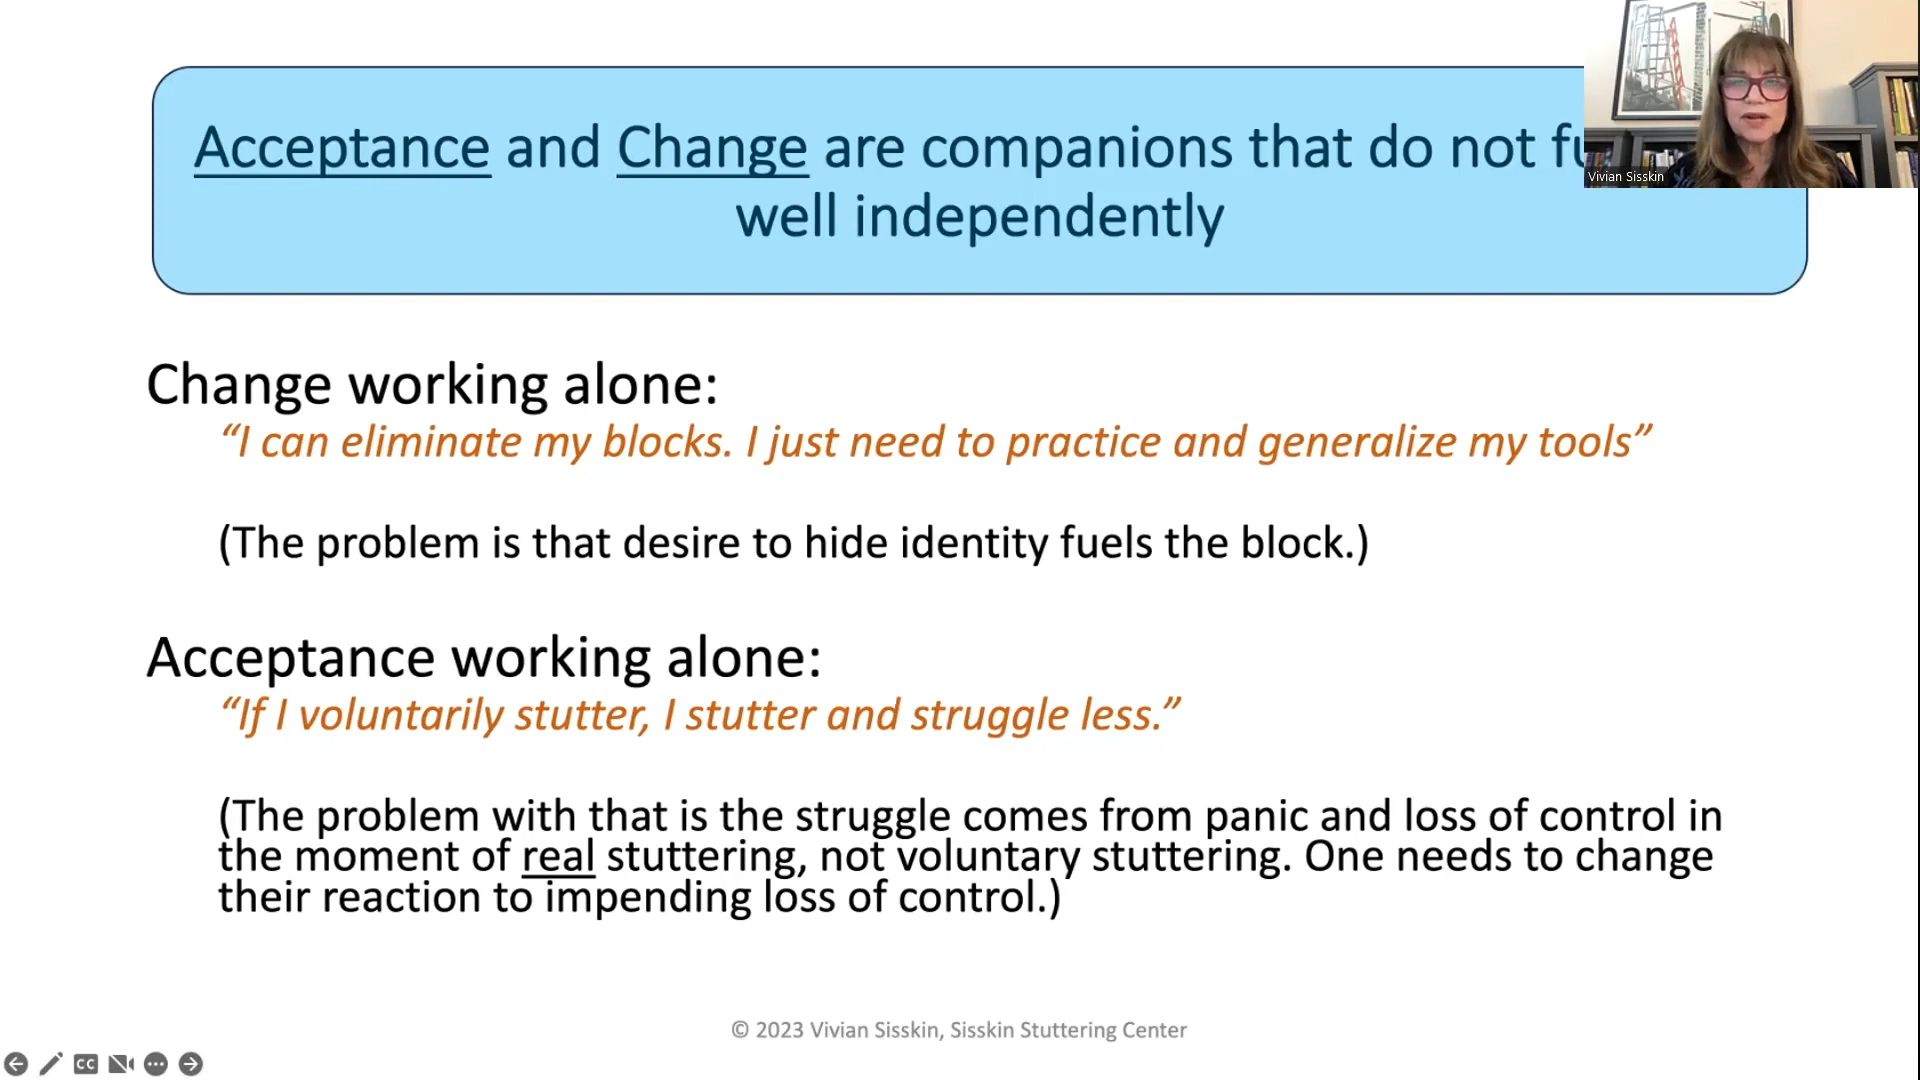 Acceptance and Change are companions that do not
well independently
Vivian Sisskin
Change working alone:
“I can eliminate my blocks. I just need to practice and generalize my tools”
(The problem is that desire to hide identity fuels the block.)
Acceptance working alone:
“If I voluntarily stutter, I stutter and struggle less.”
(The problem with that is the struggle comes from panic and loss of control in
the moment of real stuttering, not voluntary stuttering. One needs to change
their reaction to impending loss of control.)
© 2023 Vivian Sisskin, Sisskin Stuttering Center
CC